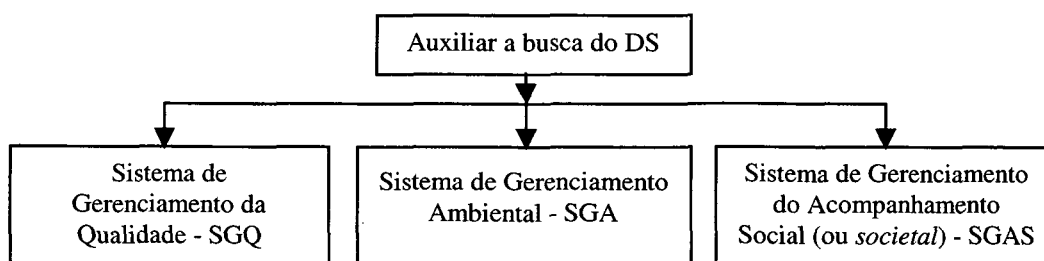 Auxiliar a busca do DS
Sistema de
Gerenciamento da
Qualidade - SGQ
Sistema de Gerenciamento
Ambiental - SGA
Sistema de Gerenciamento
do Acompanhamento
Social (ou societal) - SGAS